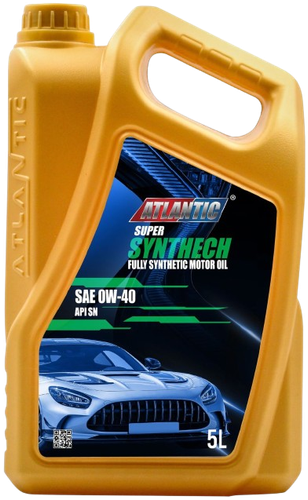 ATLANTIC
ATLANTIC®
SUPER
SYNTHECH
FULLY SYNTHETIC MOTOR OIL
SAE 0W-40
API SN
5L